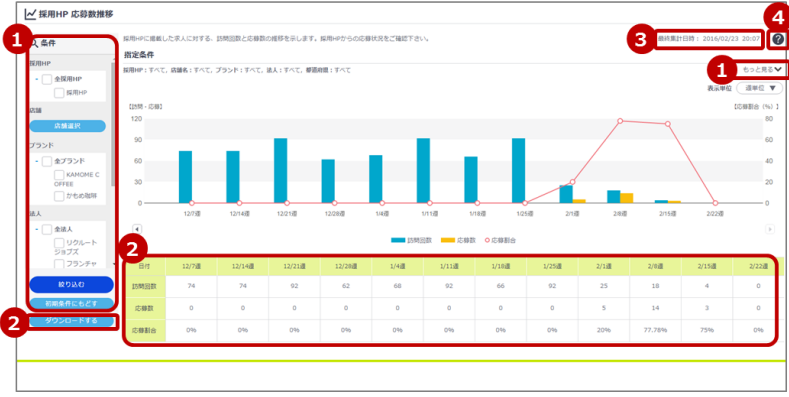 採用HP 応募数推移
1
条件
採用HP
- 全採用HP
採用HP
店舗
店舗選択
ブランド
- 全ブランド
KAMOME C
OFFEE
かもめ珈琲
法人
- 全法人
リクルート
ジョブズ
フランチャ
絞り込む
初期条件にもどす
2
ダウンロードする
採用HPに掲載した求人に対する、訪問回数と応募数の推移を示します。採用HPからの応募状況をご確認下さい。
3
最終集計日時： 2016/02/23 20:07
4
?
指定条件
採用HP：すべて, 店舗名：すべて, ブランド：すべて, 法人：すべて, 都道府県：すべて
1
もっと見る
表示単位 週単位 ▼
【訪問・応募】 【応募割合（%）】
120 80
90 60
60 40
30 20
0 0
12/7週 12/14週 12/21週 12/28週 1/4週 1/11週 1/18週 1/25週 2/1週 2/8週 2/15週 2/22週
訪問回数 応募数 応募割合
2
日付 12/7週 12/14週 12/21週 12/28週 1/4週 1/11週 1/18週 1/25週 2/1週 2/8週 2/15週 2/22週
訪問回数 74 74 92 62 68 92 66 92 25 18 4 0
応募数 0 0 0 0 0 0 0 0 5 14 3 0
応募割合 0% 0% 0% 0% 0% 0% 0% 0% 20% 77.78% 75% 0%